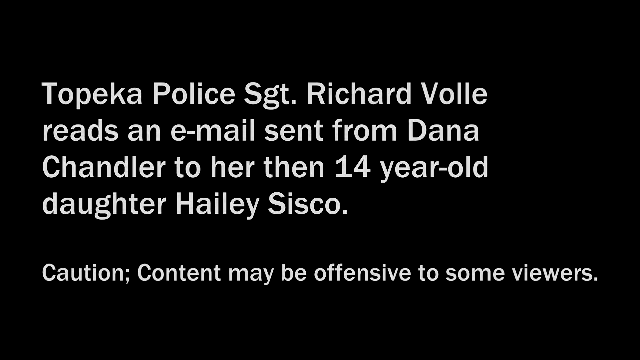 Topeka Police Sgt. Richard Volle
reads an e-mail sent from Dana
Chandler to her then 14 year-old
daughter Hailey Sisco.
Caution; Content may be offensive to some viewers.